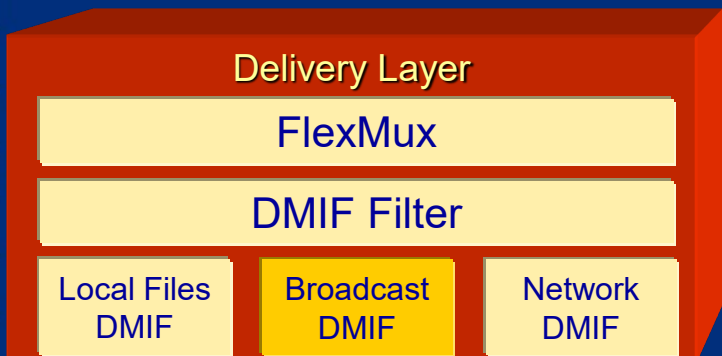 Delivery Layer
FlexMux
DMIF Filter
Local Files
DMIF
Broadcast
DMIF
Network
DMIF